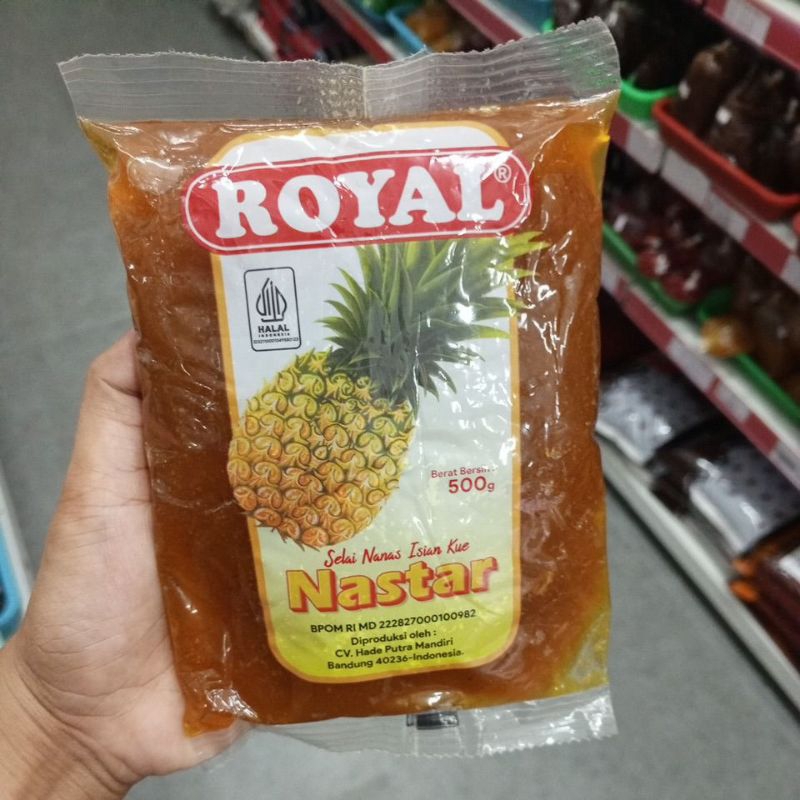 ROYAL®
HALAL
INDONESIA
Berat Bersih :
500g
Selai Nanas Isian Kue
Nastar
BPOM RI MD 222827000100982
Diproduksi oleh :
CV. Hade Putra Mandiri
Bandung 40236-Indonesia.